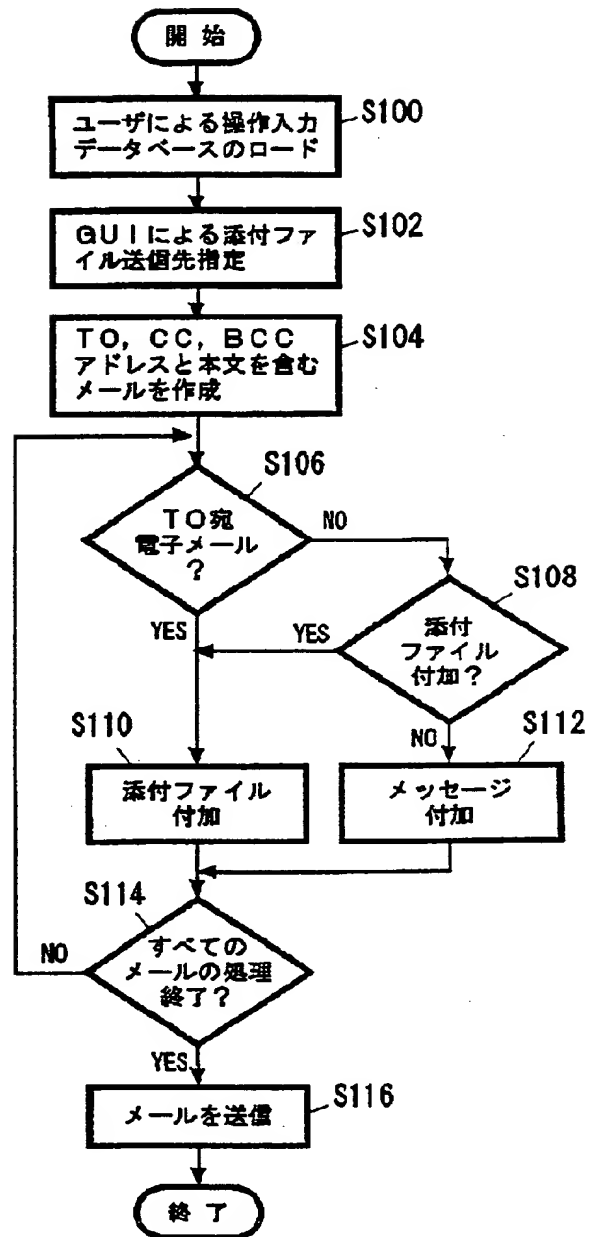 開始
S100
ユーザによる操作入力
データベースのロード
S102
GUIによる添付ファ
イル送信先指定
S104
TO, CC, BCC
アドレスと本文を含む
メールを作成
S106
TO宛
電子メール
?
NO
YES
S108
添付
ファイル
付加?
YES
NO
S110
添付ファイル
付加
S112
メッセージ
付加
S114
すべての
メールの処理
終了?
NO
YES
S116
メールを送信
終了